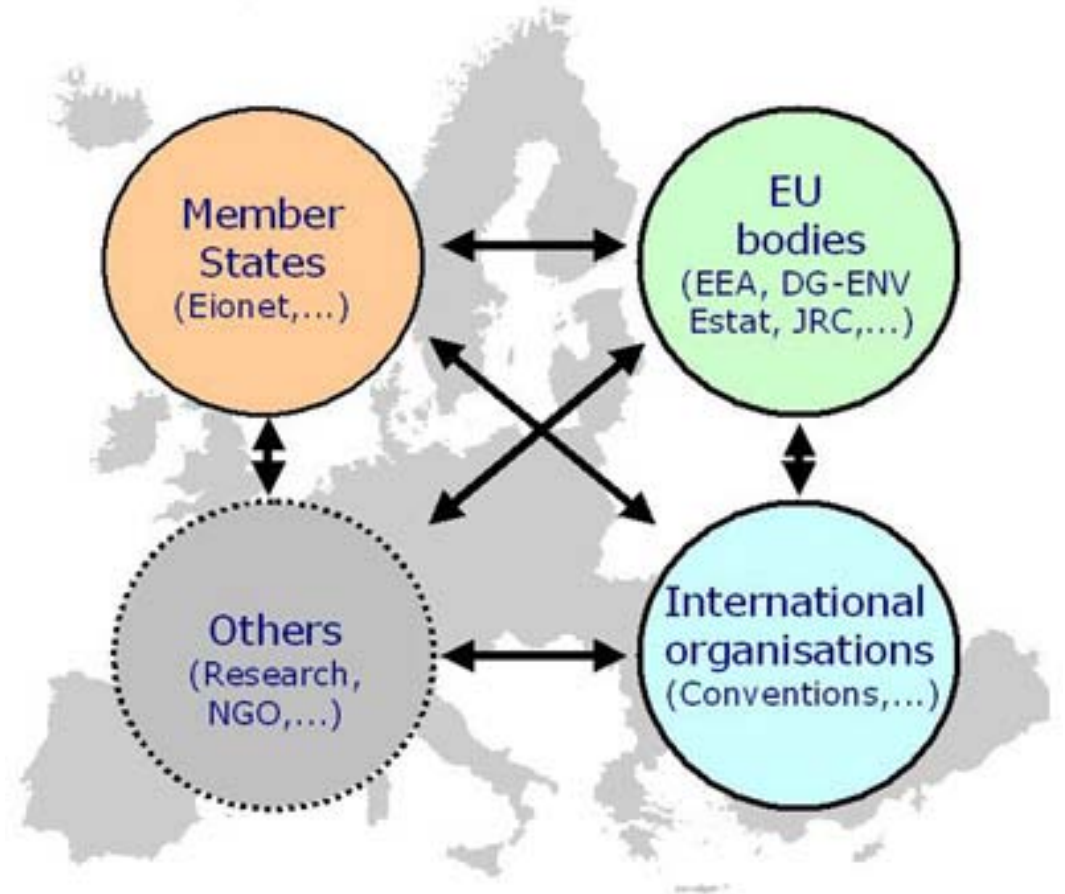 Member
States
(Eionet,...)
EU
bodies
(EEA, DG-ENV
Estat, JRC,...)
Others
(Research,
NGO,...)
International
organisations
(Conventions,...)